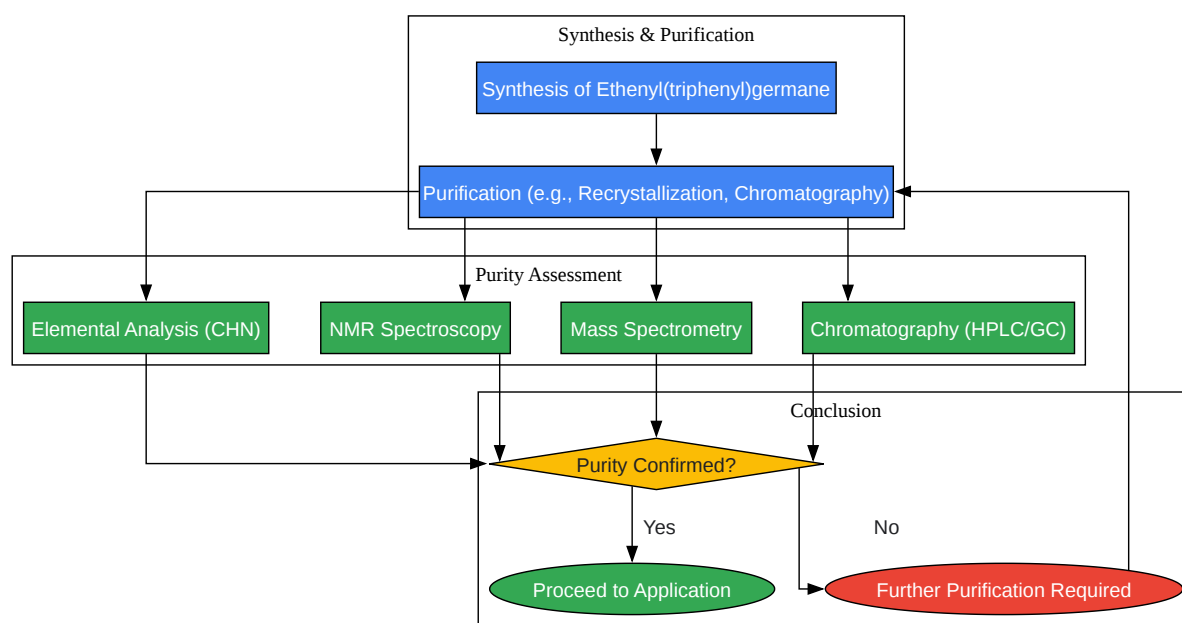 Synthesis & Purification
Synthesis of Ethenyl(triphenyl)germane
Purification (e.g., Recrystallization, Chromatography)
Purity Assessment
Elemental Analysis (CHN)
NMR Spectroscopy
Mass Spectrometry
Chromatography (HPLC/GC)
Conclusion
Purity Confirmed?
Yes
No
Proceed to Application
Further Purification Required